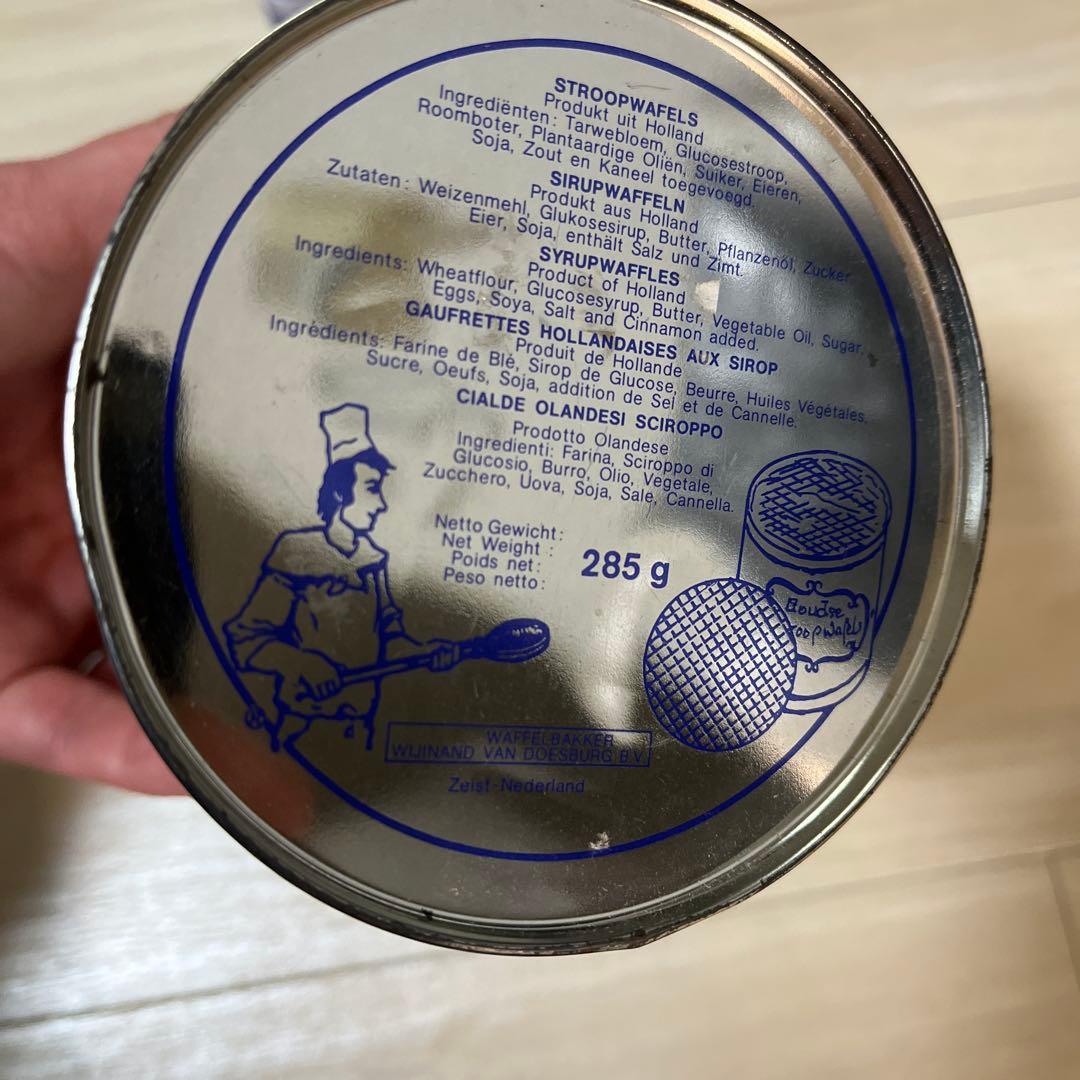 STROOPWAFELS
Produkt uit Holland
Ingrediënten: Tarwebloem, Glucosestroop,
Roomboter, Plantaardige Oliën, Suiker, Eieren,
Soja, Zout en Kaneel toegevoegd.
SIRUPWAFFELN
Produkt aus Holland
Zutaten: Weizenmehl, Glukosesirup, Butter, Pflanzenöl, Zucker
Eier, Soja, enthält Salz und Zimt.
SYRUPWAFFLES
Product of Holland
Ingredients: Wheatflour, Glucosesyrup, Butter, Vegetable Oil, Sugar,
Eggs, Soya, Salt and Cinnamon added.
GAUFRETTES HOLLANDAISES AUX SIROP
Produit de Hollande
Ingrédients: Farine de Blé, Sirop de Glucose, Beurre, Huiles Végétales,
Sucre, Oeufs, Soja, addition de Sel et de Cannelle.
CIALDE OLANDESI SCIROPPO
Prodotto Olandese
Ingredienti: Farina, Sciroppo di
Glucosio, Burro, Olio, Vegetale,
Zucchero, Uova, Soja, Sale, Cannella.
Netto Gewicht:
Net Weight :
Poids net:
Peso netto:
285 g
WAFFELBAKKER
WIJNAND VAN DOESBURG B.V.
Zeist-Nederland